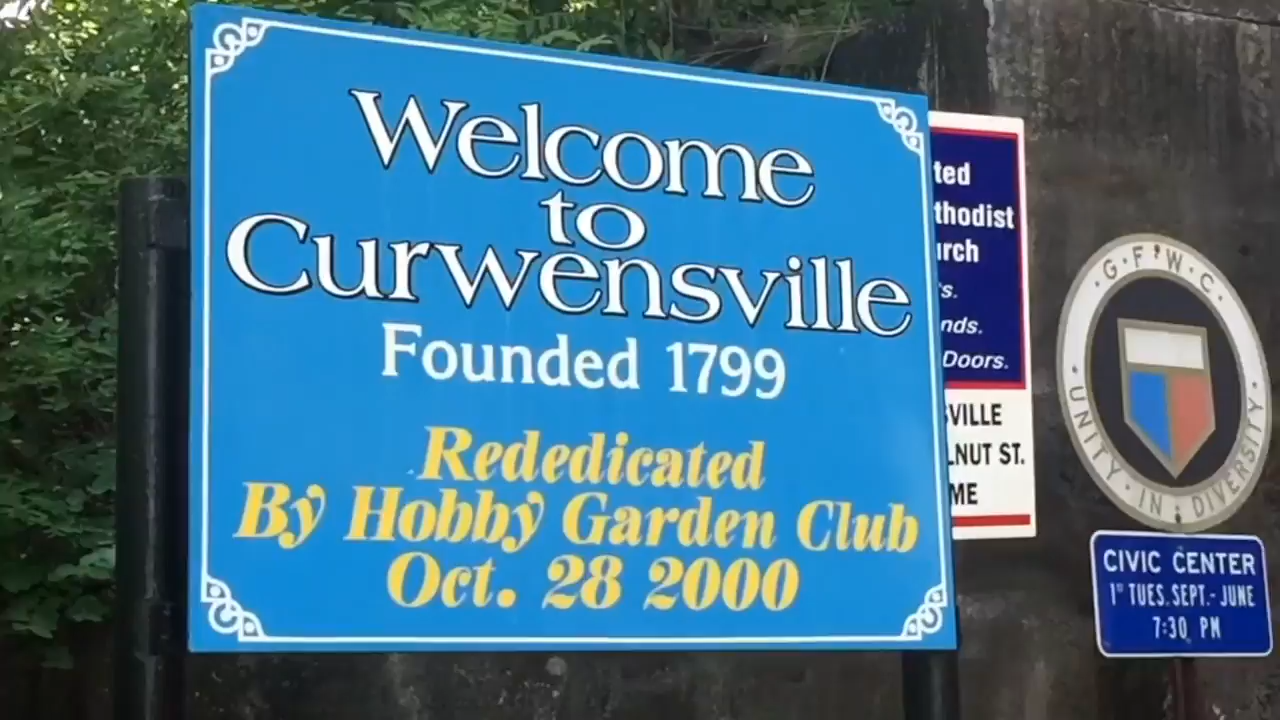 Welcome
to
Curwensville
Founded 1799
Rededicated
By Hobby Garden Club
Oct. 28 2000
ted
thodist
rch
s.
nds.
Doors.
VILLE
LNUT ST.
ME
G·F·W·C·
·UNITY·IN·DIVERSITY·
CIVIC CENTER
1ST TUES. SEPT.-JUNE
7:30 PM